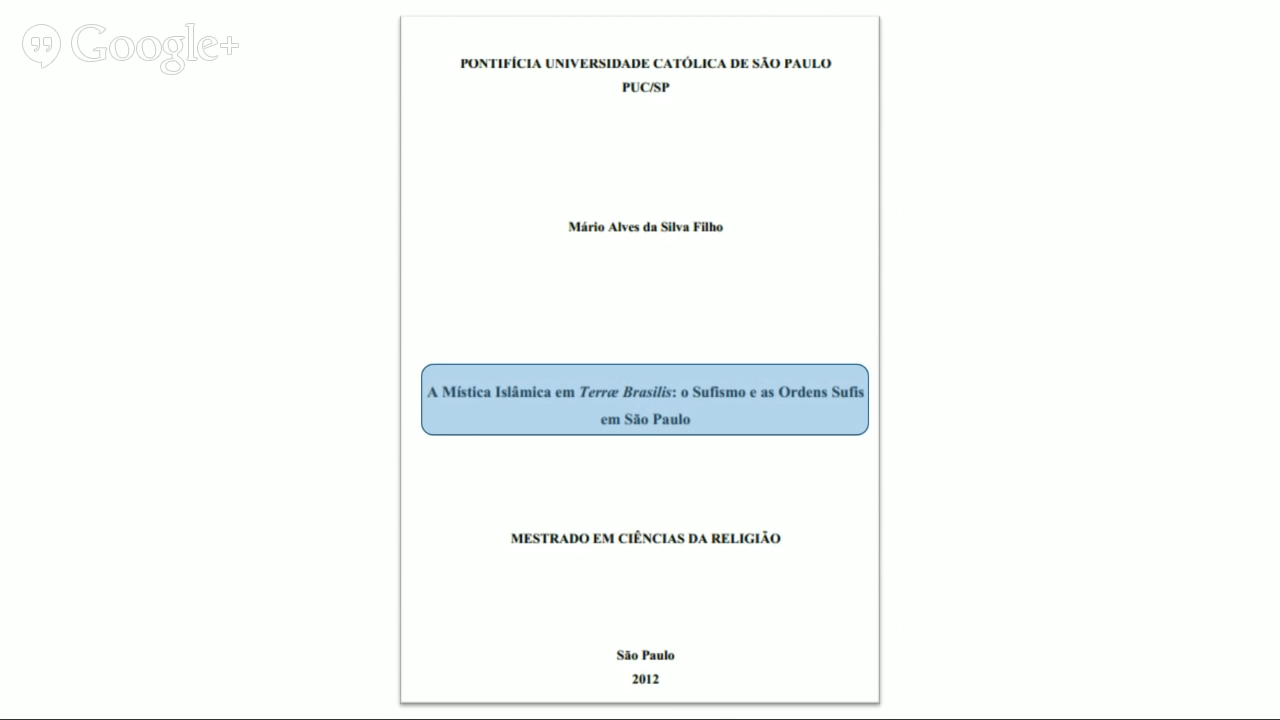 Google+
PONTIFÍCIA UNIVERSIDADE CATÓLICA DE SÃO PAULO
PUC/SP
Mário Alves da Silva Filho
A Mística Islâmica em Terræ Brasilis: o Sufismo e as Ordens Sufis
em São Paulo
MESTRADO EM CIÊNCIAS DA RELIGIÃO
São Paulo
2012